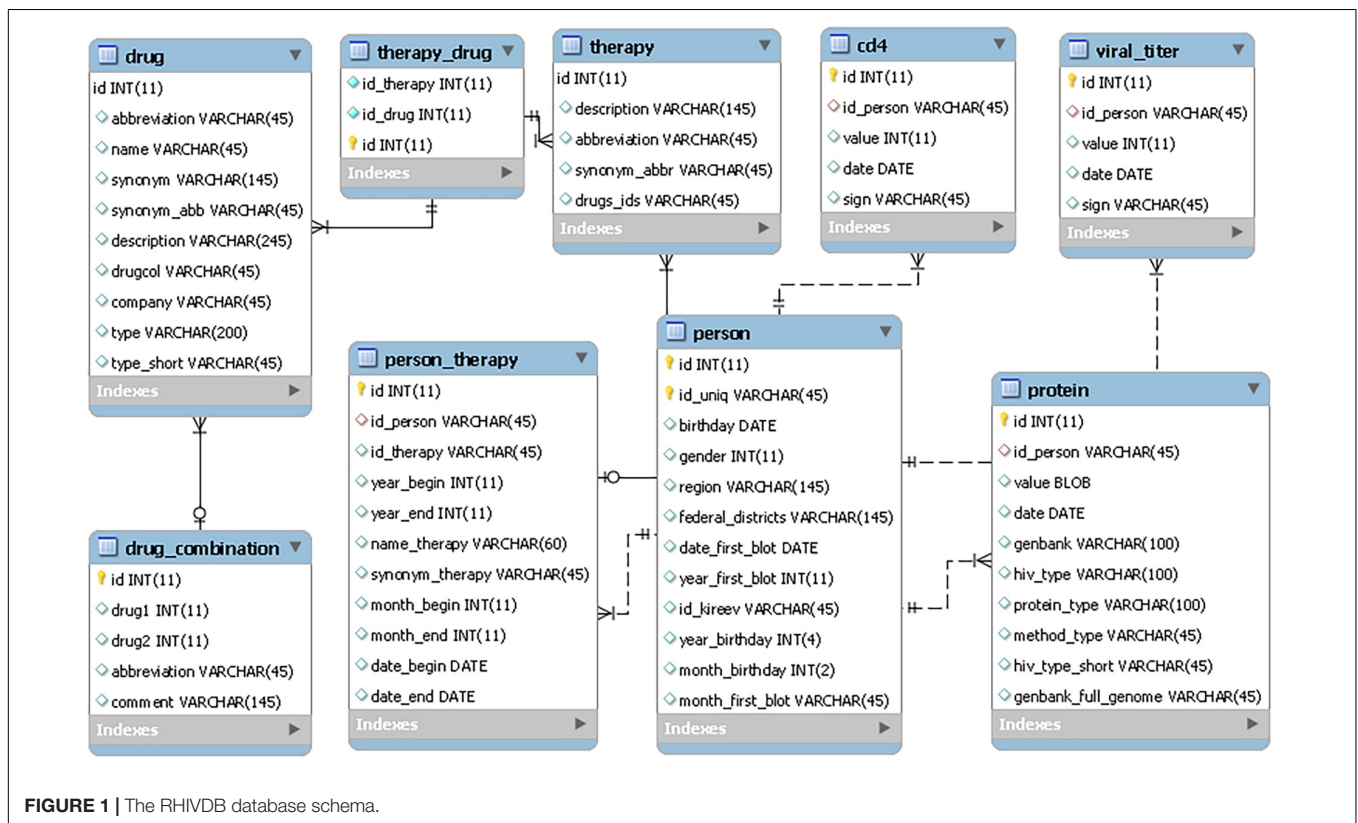 drug
id INT(11)
abbreviation VARCHAR(45)
name VARCHAR(45)
synonym VARCHAR(145)
synonym_abb VARCHAR(45)
description VARCHAR(245)
drugcol VARCHAR(45)
company VARCHAR(45)
type VARCHAR(200)
type_short VARCHAR(45)
Indexes
therapy_drug
id_therapy INT(11)
id_drug INT(11)
id INT(11)
Indexes
therapy
id INT(11)
description VARCHAR(145)
abbreviation VARCHAR(45)
synonym_abbr VARCHAR(45)
drugs_ids VARCHAR(45)
Indexes
cd4
id INT(11)
id_person VARCHAR(45)
value INT(11)
date DATE
sign VARCHAR(45)
Indexes
viral_titer
id INT(11)
id_person VARCHAR(45)
value INT(11)
date DATE
sign VARCHAR(45)
Indexes
drug_combination
id INT(11)
drug1 INT(11)
drug2 INT(11)
abbreviation VARCHAR(45)
comment VARCHAR(145)
Indexes
person_therapy
id INT(11)
id_person VARCHAR(45)
id_therapy VARCHAR(45)
year_begin INT(11)
year_end INT(11)
name_therapy VARCHAR(60)
synonym_therapy VARCHAR(45)
month_begin INT(11)
month_end INT(11)
date_begin DATE
date_end DATE
Indexes
person
id INT(11)
id_uniq VARCHAR(45)
birthday DATE
gender INT(11)
region VARCHAR(145)
federal_districts VARCHAR(145)
date_first_blot DATE
year_first_blot INT(11)
id_kireev VARCHAR(45)
year_birthday INT(4)
month_birthday INT(2)
month_first_blot VARCHAR(45)
Indexes
protein
id INT(11)
id_person VARCHAR(45)
value BLOB
date DATE
genbank VARCHAR(100)
hiv_type VARCHAR(100)
protein_type VARCHAR(100)
method_type VARCHAR(45)
hiv_type_short VARCHAR(45)
genbank_full_genome VARCHAR(45)
Indexes
FIGURE 1 | The RHIVDB database schema.